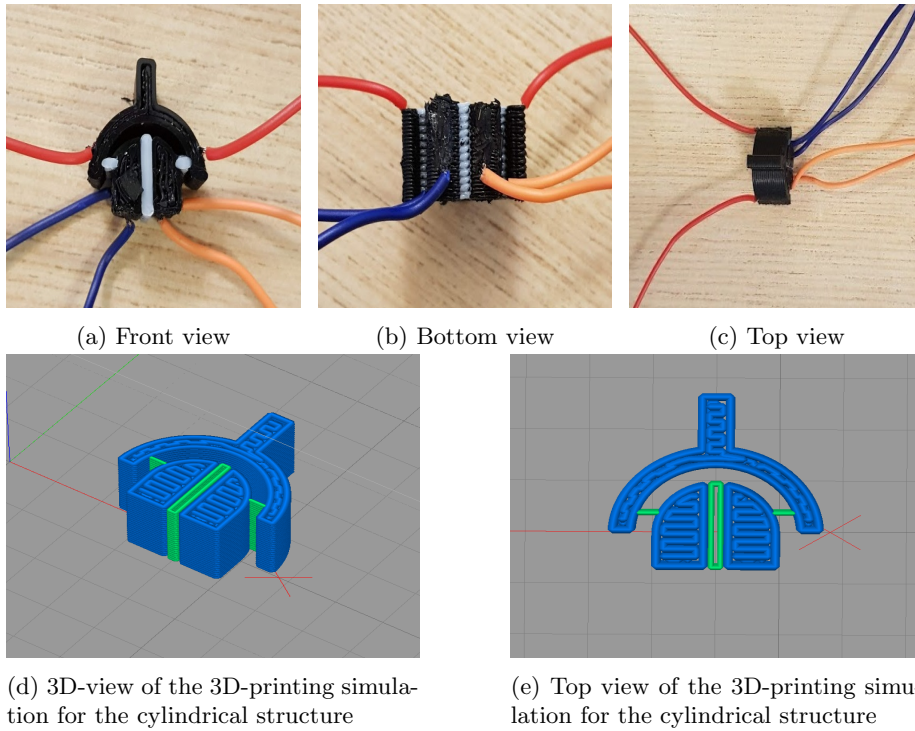 (a) Front view
(b) Bottom view
(c) Top view
(d) 3D-view of the 3D-printing simula-
tion for the cylindrical structure
(e) Top view of the 3D-printing simu-
lation for the cylindrical structure